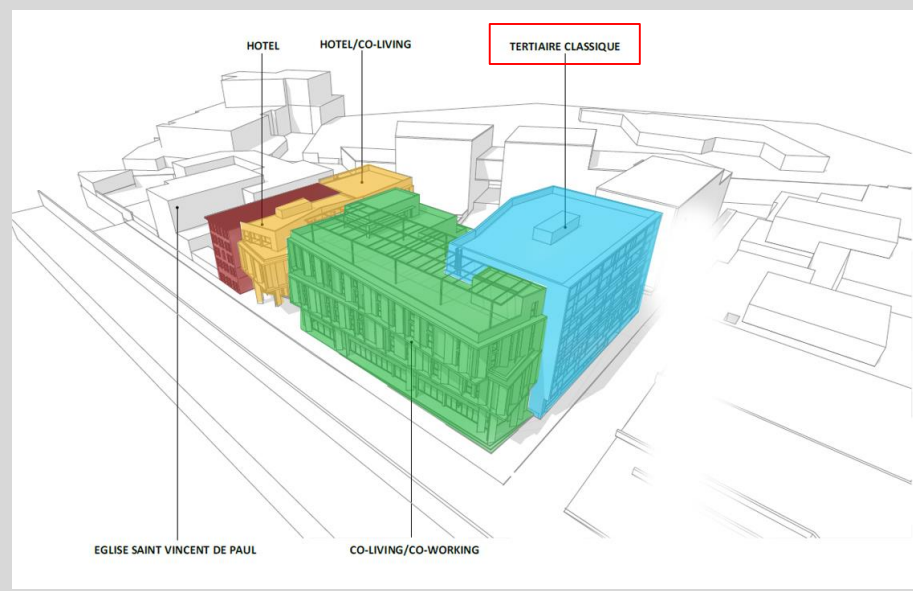 HOTEL
HOTEL/CO-LIVING
TERTIAIRE CLASSIQUE
EGLISE SAINT VINCENT DE PAUL
CO-LIVING/CO-WORKING